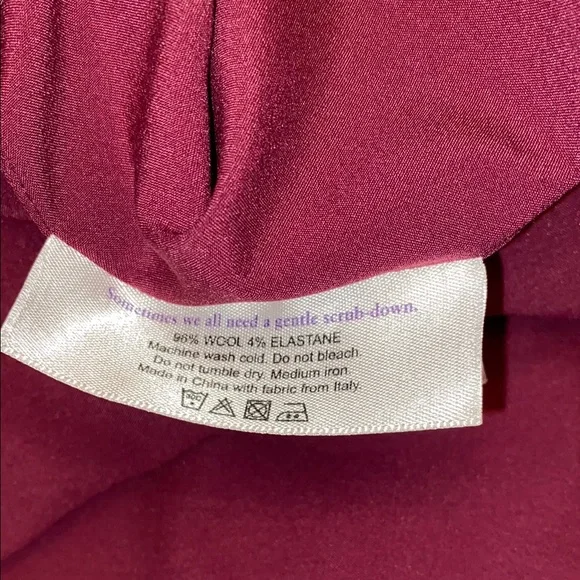 Sometimes we all need a gentle scrub-down.
96% WOOL 4% ELASTANE
Machine wash cold. Do not bleach.
Do not tumble dry. Medium iron.
Made in China with fabric from Italy.